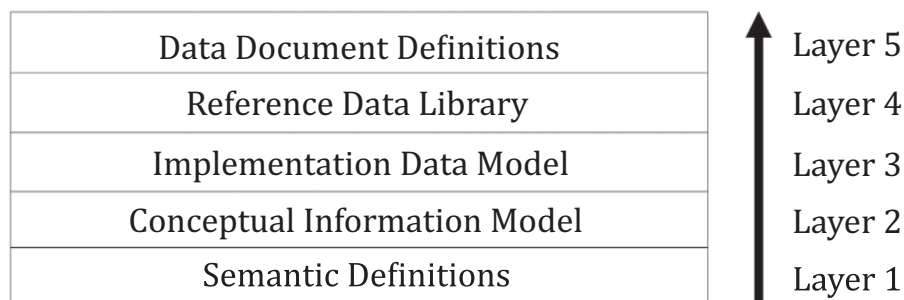 Data Document Definitions Layer 5
Reference Data Library Layer 4
Implementation Data Model Layer 3
Conceptual Information Model Layer 2
Semantic Definitions Layer 1